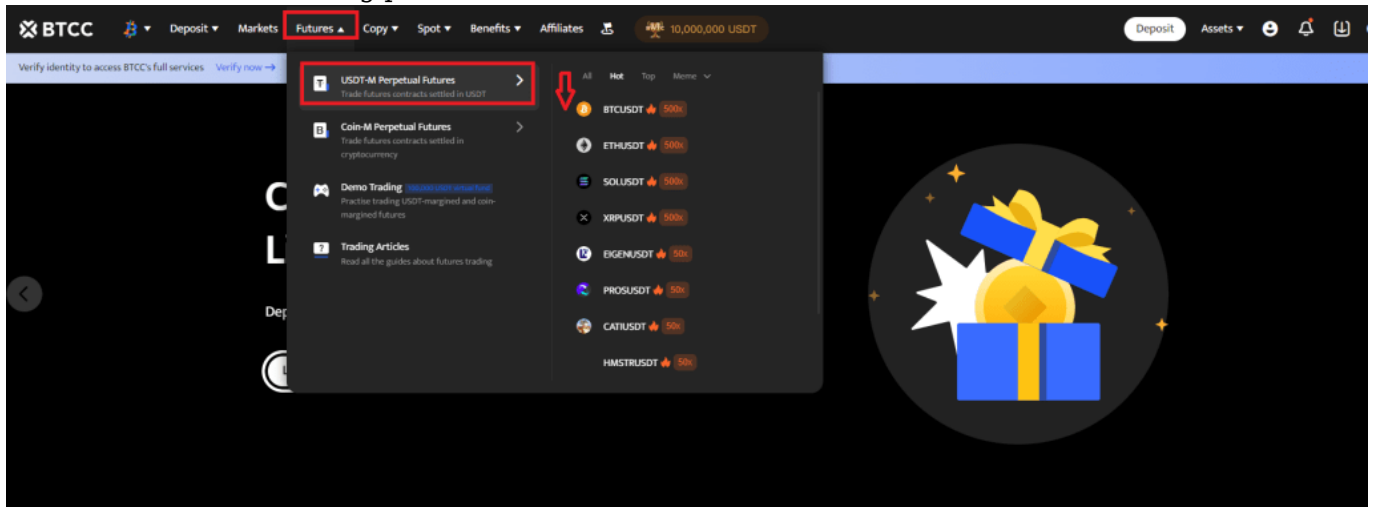 BTCC
Deposit
Markets
Futures
Copy
Spot
Benefits
Affiliates
10,000,000 USDT
Deposit
Assets
Verify identity to access BTCC's full services Verify now →
USDT-M Perpetual Futures
Trade futures contracts settled in USDT
Coin-M Perpetual Futures
Trade futures contracts settled in
cryptocurrency
Demo Trading
Practise trading USDT-margined and coin-
margined futures
Trading Articles
Read all the guides about futures trading
All
Hot
Top
Meme
BTCUSDT 500x
ETHUSDT 500x
SOLUSDT 500x
XRPUSDT 500x
EIGENUSDT 50x
PROSUSDT 50x
CATIUSDT 50x
HMSTRUSDT 50x
C
Li
Dep